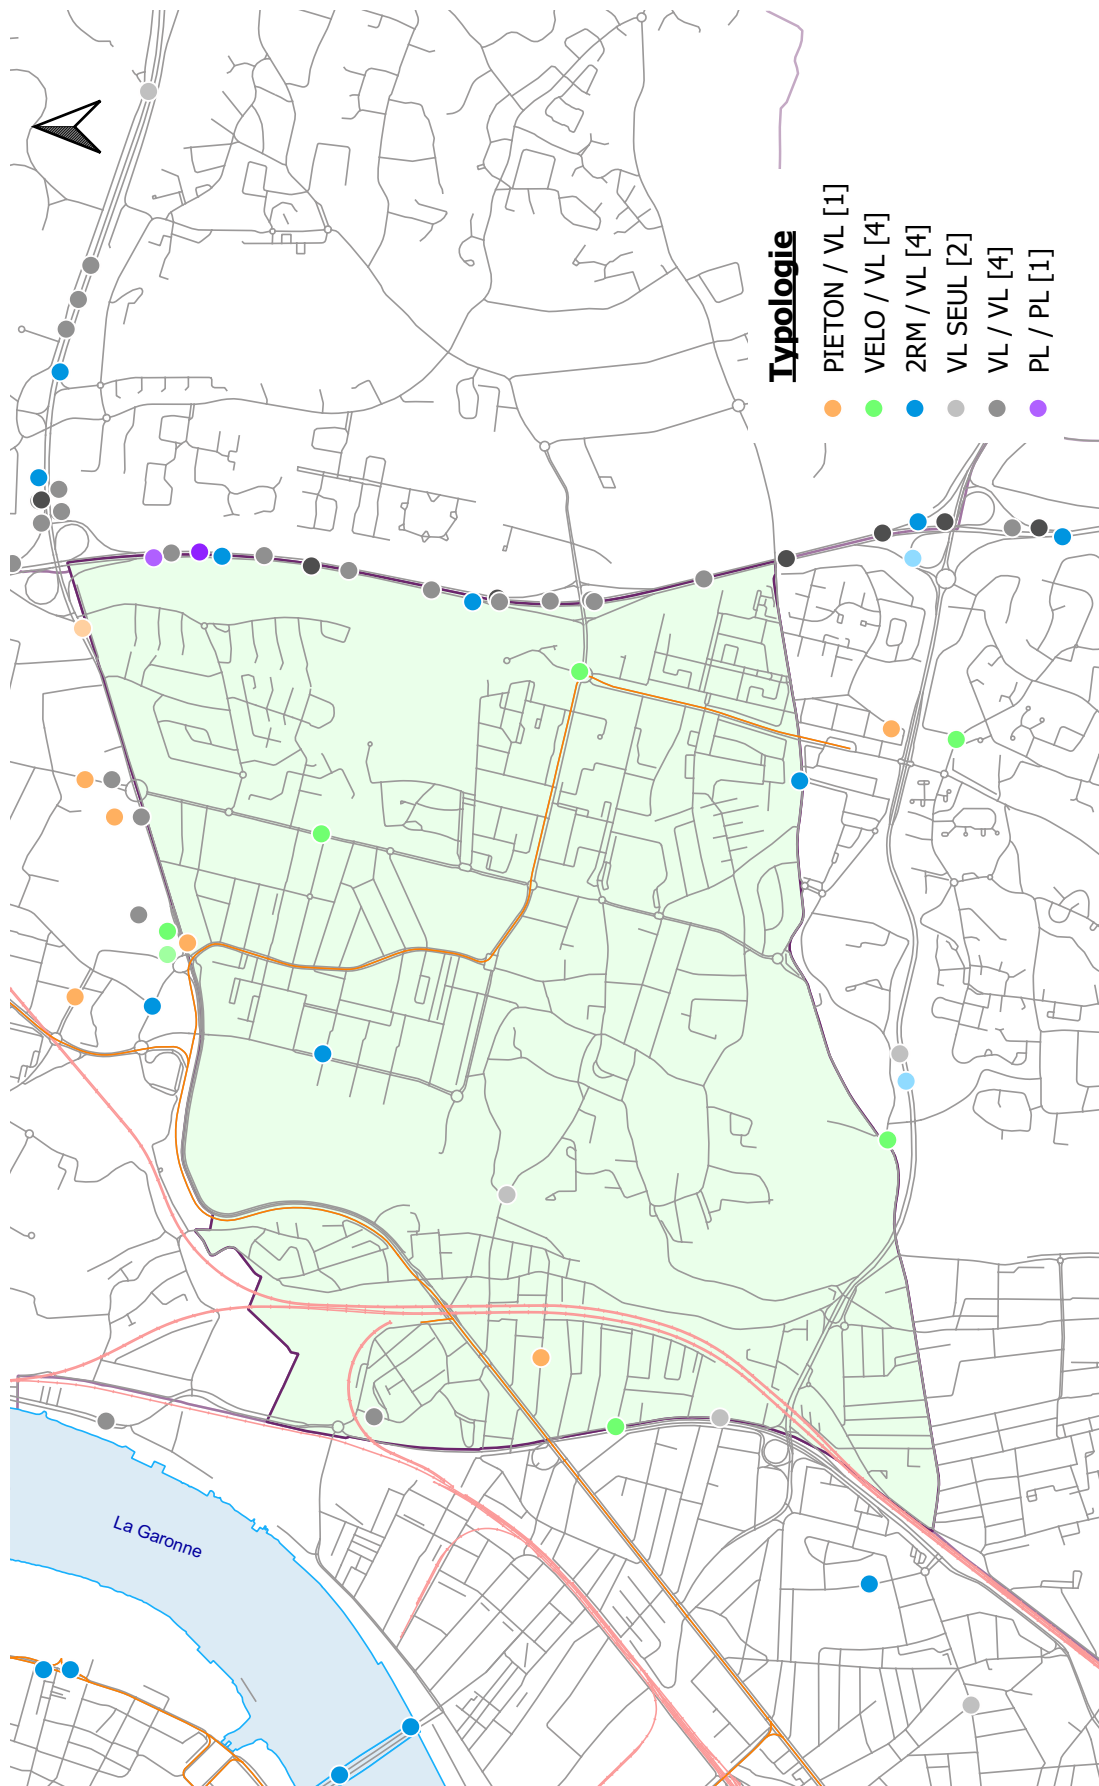 Typologie
PIETON / VL [1]
VELO / VL [4]
2RM / VL [4]
VL SEUL [2]
VL / VL [4]
PL / PL [1]
La Garonne